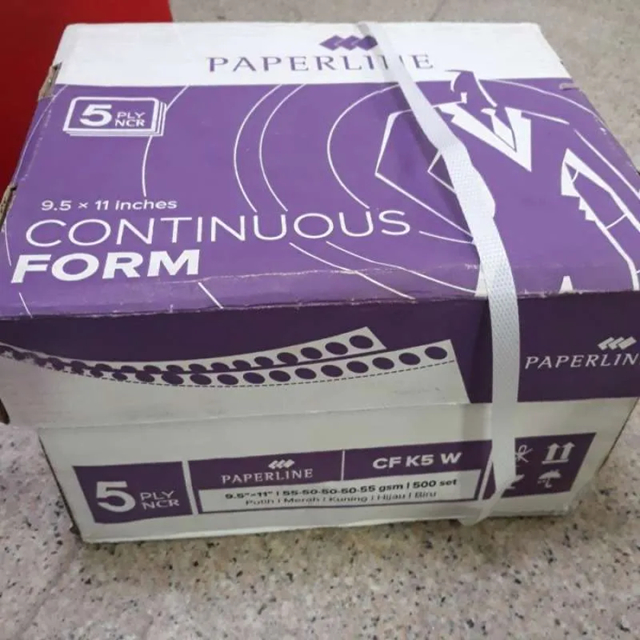 PAPERLINE
5 PLY
NCR
9.5 × 11 inches
CONTINUOUS
FORM
PAPERLIN
5 PLY
NCR
PAPERLINE
CF K5 W
9.5"×11" | 55-50-50-50-55 gsm | 500 set
Putih | Merah | Kuning | Hijau | Biru